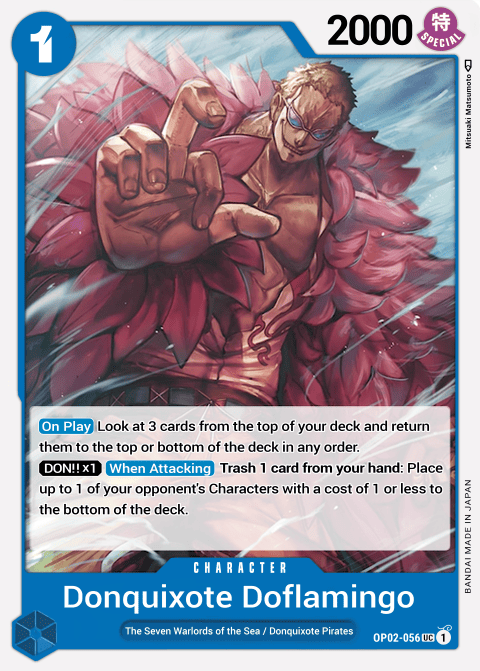 1
2000
特
SPECIAL
Mitsuaki Matsumoto
On Play Look at 3 cards from the top of your deck and return
them to the top or bottom of the deck in any order.
DON!! x1 When Attacking Trash 1 card from your hand: Place
up to 1 of your opponent's Characters with a cost of 1 or less to
the bottom of the deck.
BANDAI MADE IN JAPAN
CHARACTER
Donquixote Doflamingo
The Seven Warlords of the Sea / Donquixote Pirates
OP02-056 UC 1